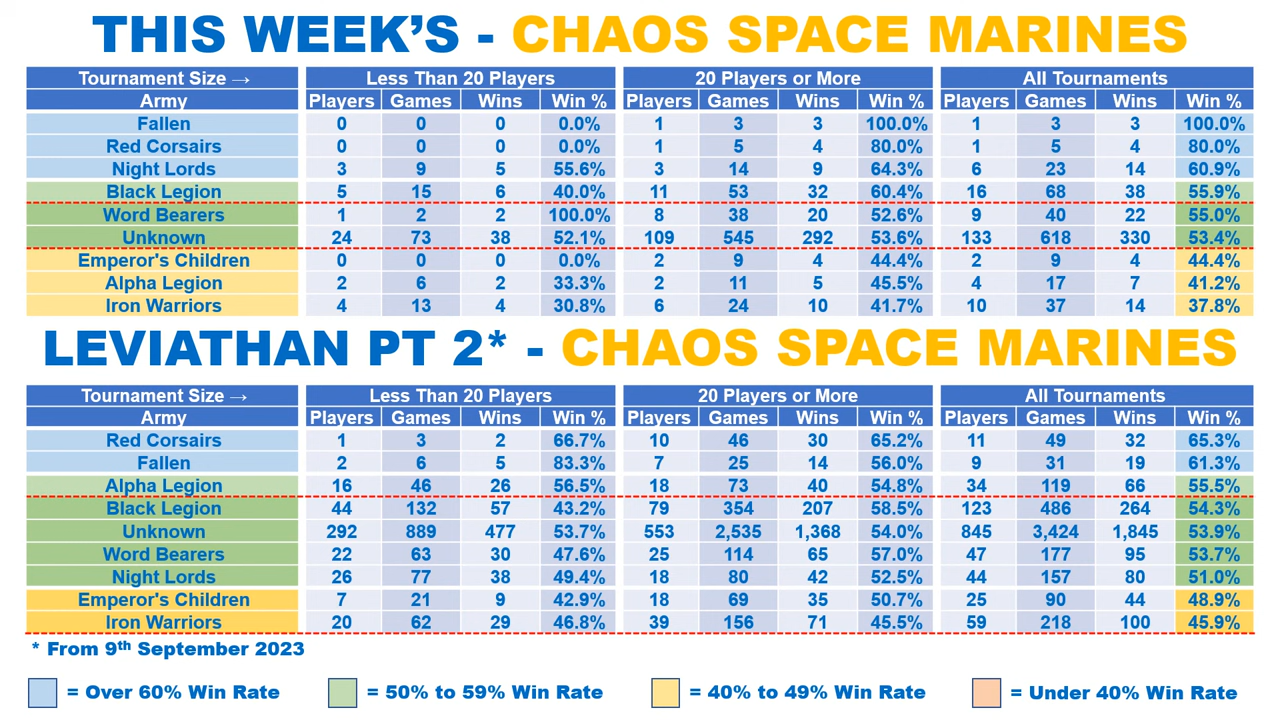 THIS WEEK'S - CHAOS SPACE MARINES
Tournament Size → Less Than 20 Players 20 Players or More All Tournaments
Army Players Games Wins Win % Players Games Wins Win % Players Games Wins Win %
Fallen 0 0 0 0.0% 1 3 3 100.0% 1 3 3 100.0%
Red Corsairs 0 0 0 0.0% 1 5 4 80.0% 1 5 4 80.0%
Night Lords 3 9 5 55.6% 3 14 9 64.3% 6 23 14 60.9%
Black Legion 5 15 6 40.0% 11 53 32 60.4% 16 68 38 55.9%
Word Bearers 1 2 2 100.0% 8 38 20 52.6% 9 40 22 55.0%
Unknown 24 73 38 52.1% 109 545 292 53.6% 133 618 330 53.4%
Emperor's Children 0 0 0 0.0% 2 9 4 44.4% 2 9 4 44.4%
Alpha Legion 2 6 2 33.3% 2 11 5 45.5% 4 17 7 41.2%
Iron Warriors 4 13 4 30.8% 6 24 10 41.7% 10 37 14 37.8%
LEVIATHAN PT 2* - CHAOS SPACE MARINES
Tournament Size → Less Than 20 Players 20 Players or More All Tournaments
Army Players Games Wins Win % Players Games Wins Win % Players Games Wins Win %
Red Corsairs 1 3 2 66.7% 10 46 30 65.2% 11 49 32 65.3%
Fallen 2 6 5 83.3% 7 25 14 56.0% 9 31 19 61.3%
Alpha Legion 16 46 26 56.5% 18 73 40 54.8% 34 119 66 55.5%
Black Legion 44 132 57 43.2% 79 354 207 58.5% 123 486 264 54.3%
Unknown 292 889 477 53.7% 553 2,535 1,368 54.0% 845 3,424 1,845 53.9%
Word Bearers 22 63 30 47.6% 25 114 65 57.0% 47 177 95 53.7%
Night Lords 26 77 38 49.4% 18 80 42 52.5% 44 157 80 51.0%
Emperor's Children 7 21 9 42.9% 18 69 35 50.7% 25 90 44 48.9%
Iron Warriors 20 62 29 46.8% 39 156 71 45.5% 59 218 100 45.9%
* From 9th September 2023
= Over 60% Win Rate = 50% to 59% Win Rate = 40% to 49% Win Rate = Under 40% Win Rate